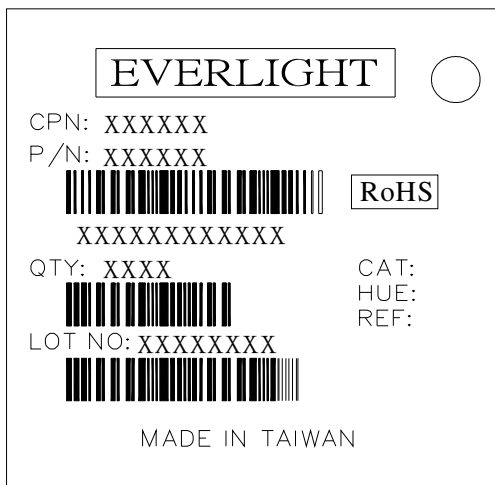 EVERLIGHT
CPN: XXXXXX
P/N: XXXXXX
RoHS
XXXXXXXXXXXX
QTY: XXXX
CAT:
HUE:
REF:
LOT NO: XXXXXXXX
MADE IN TAIWAN